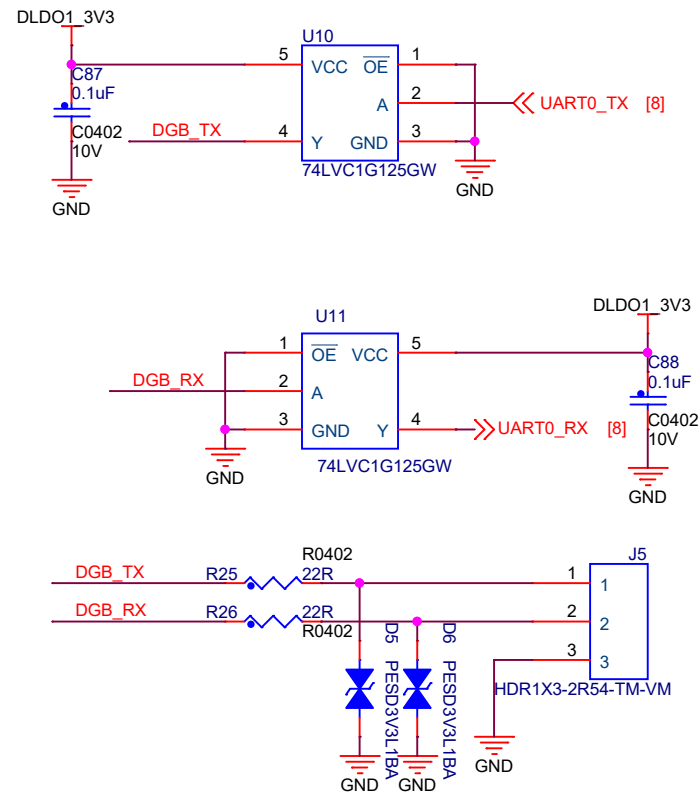 DLDO1_3V3
U10
C87
0.1uF
C0402
10V
GND
5 VCC OE 1
A 2 UART0_TX [8]
DGB_TX 4 Y GND 3
74LVC1G125GW
GND
DLDO1_3V3
U11
1 OE VCC 5
C88
0.1uF
C0402
10V
DGB_RX 2 A
3 GND Y 4 UART0_RX [8]
74LVC1G125GW
GND
GND
R0402
J5
DGB_TX R25 22R 1 1
DGB_RX R26 22R 2 2
R0402
3 3
D5 PESD3V3L1BA
D6 PESD3V3L1BA
HDR1X3-2R54-TM-VM
GND
GND
GND